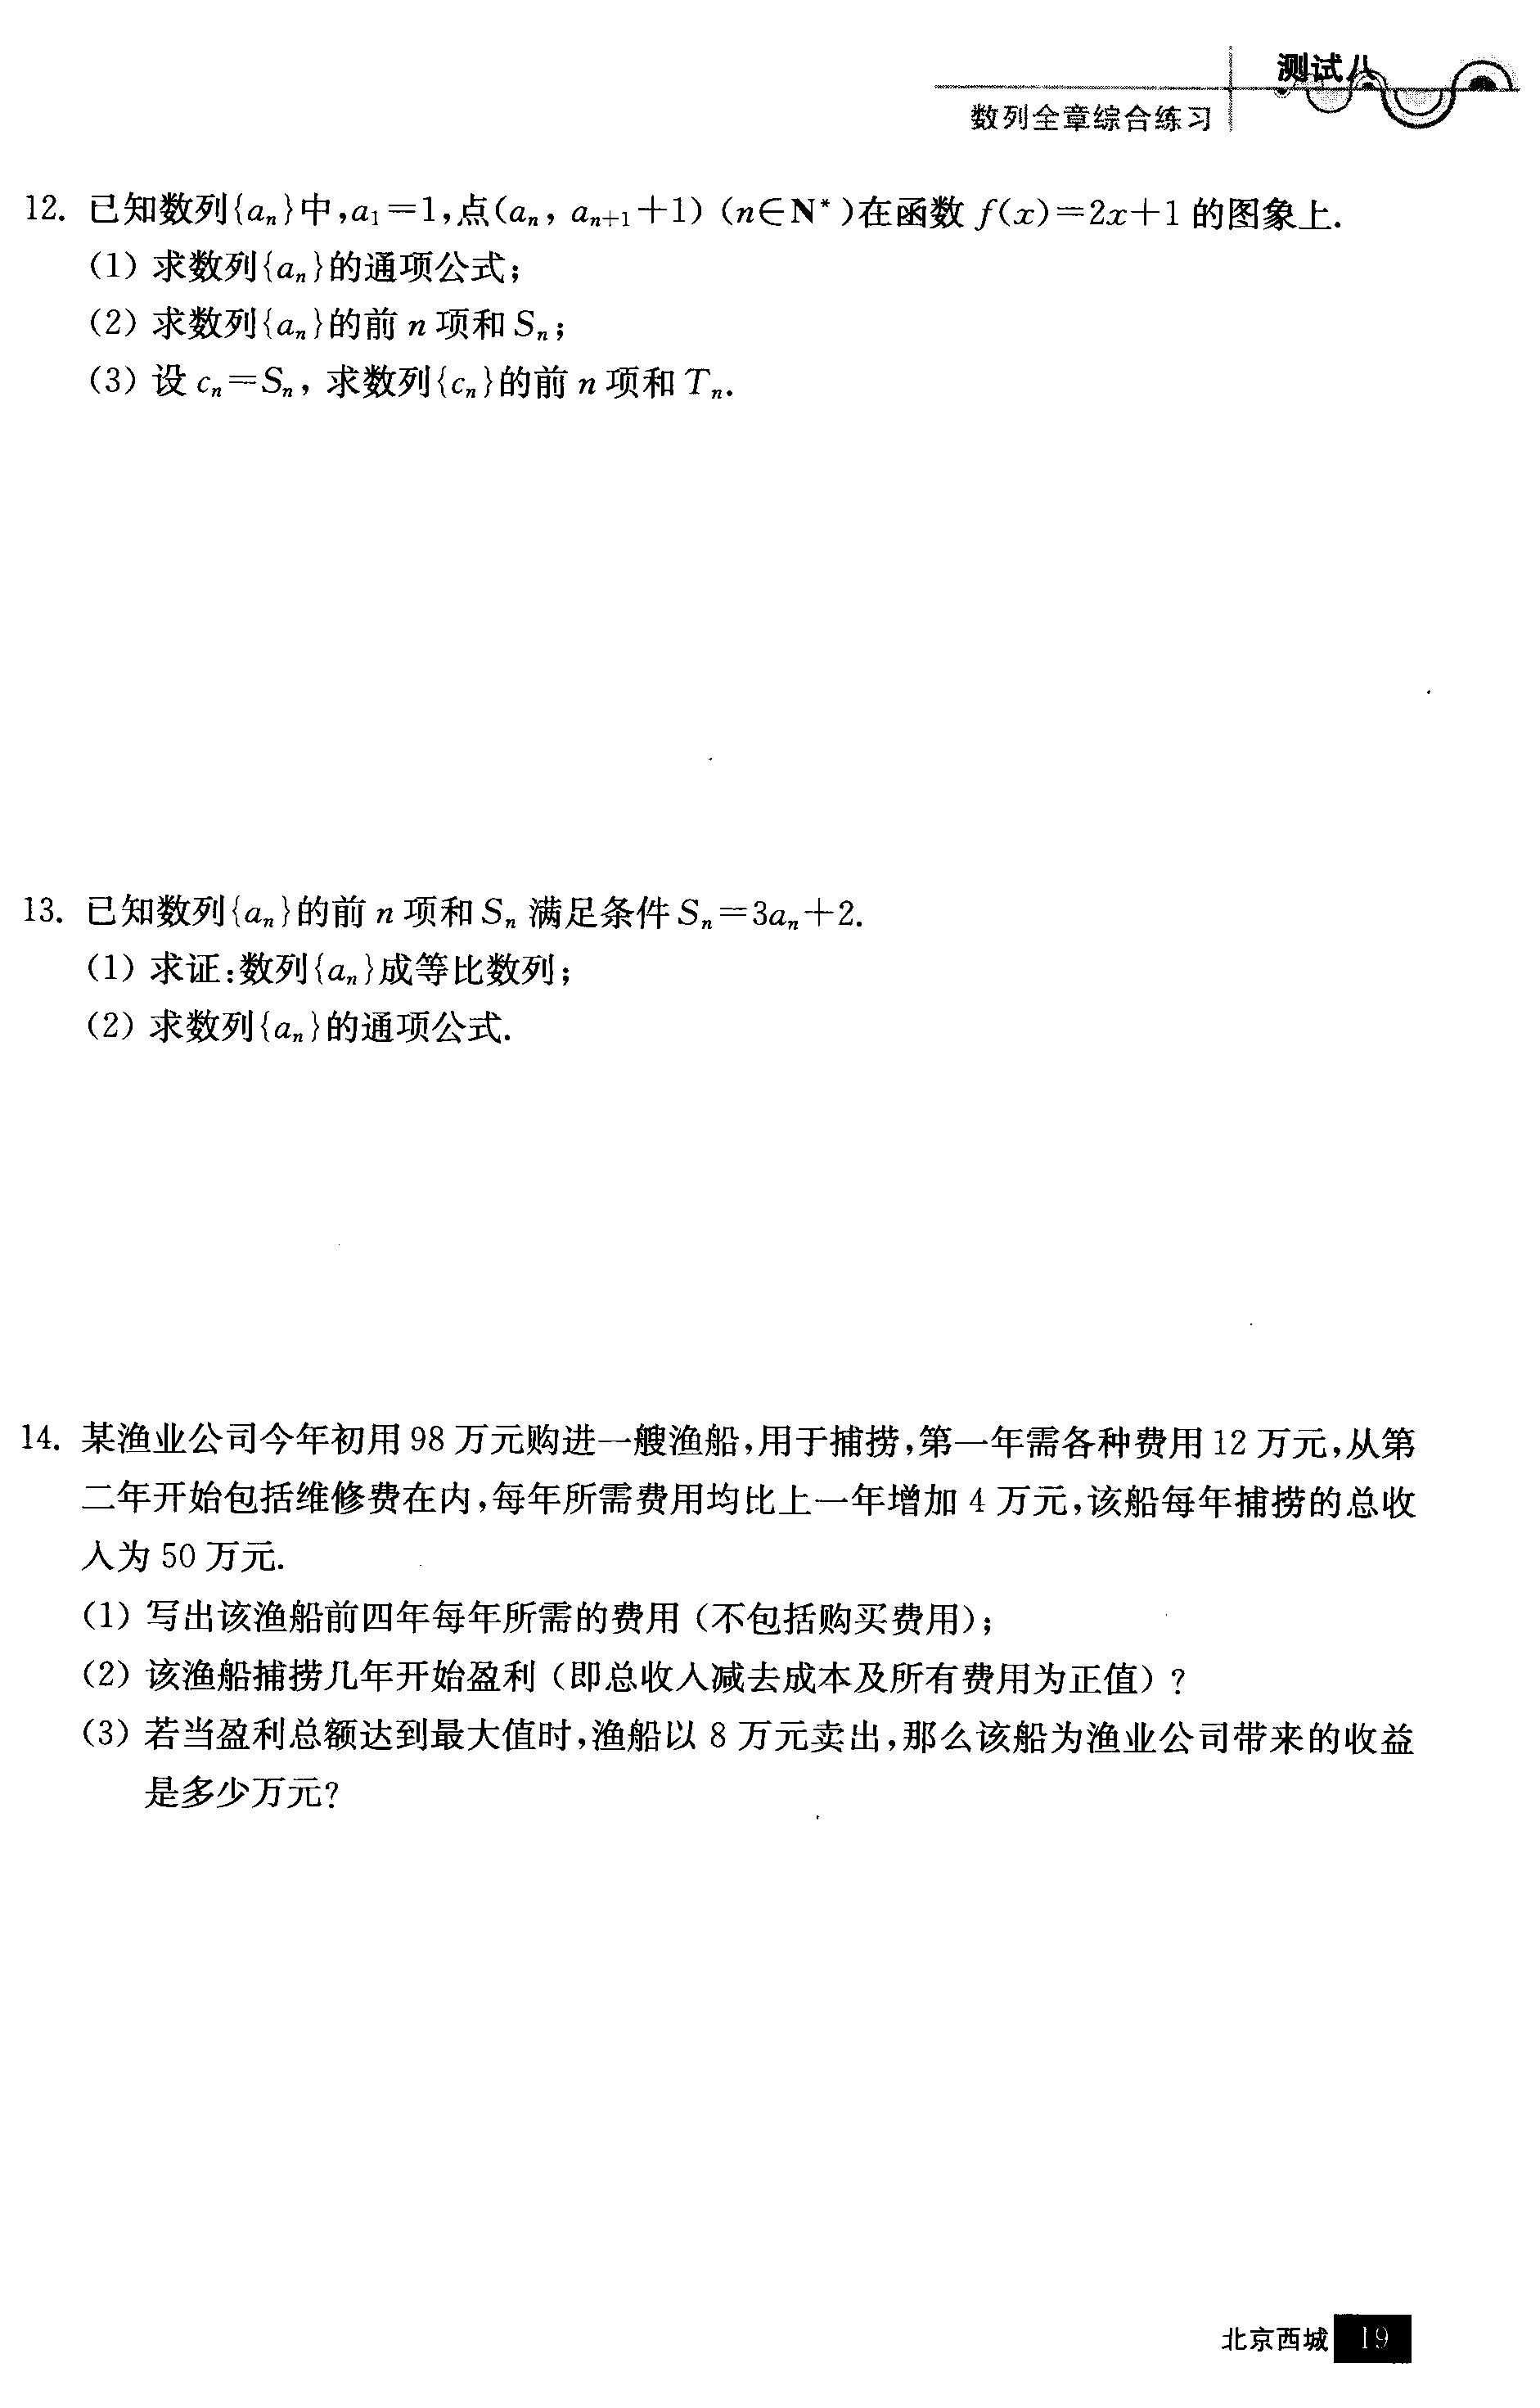 测试八
数列全章综合练习
12. 已知数列{aₙ}中,a₁=1,点(aₙ, aₙ₊₁+1) (n∈N*)在函数 f(x)=2x+1 的图象上.
(1) 求数列{aₙ}的通项公式;
(2) 求数列{aₙ}的前 n 项和 Sₙ;
(3) 设 cₙ=Sₙ, 求数列{cₙ}的前 n 项和 Tₙ.
13. 已知数列{aₙ}的前 n 项和 Sₙ 满足条件 Sₙ=3aₙ+2.
(1) 求证:数列{aₙ}成等比数列;
(2) 求数列{aₙ}的通项公式.
14. 某渔业公司今年初用 98 万元购进一艘渔船,用于捕捞,第一年需各种费用 12 万元,从第
二年开始包括维修费在内,每年所需费用均比上一年增加 4 万元,该船每年捕捞的总收
入为 50 万元.
(1) 写出该渔船前四年每年所需的费用 (不包括购买费用);
(2) 该渔船捕捞几年开始盈利 (即总收入减去成本及所有费用为正值) ?
(3) 若当盈利总额达到最大值时,渔船以 8 万元卖出,那么该船为渔业公司带来的收益
是多少万元?
北京西城 19